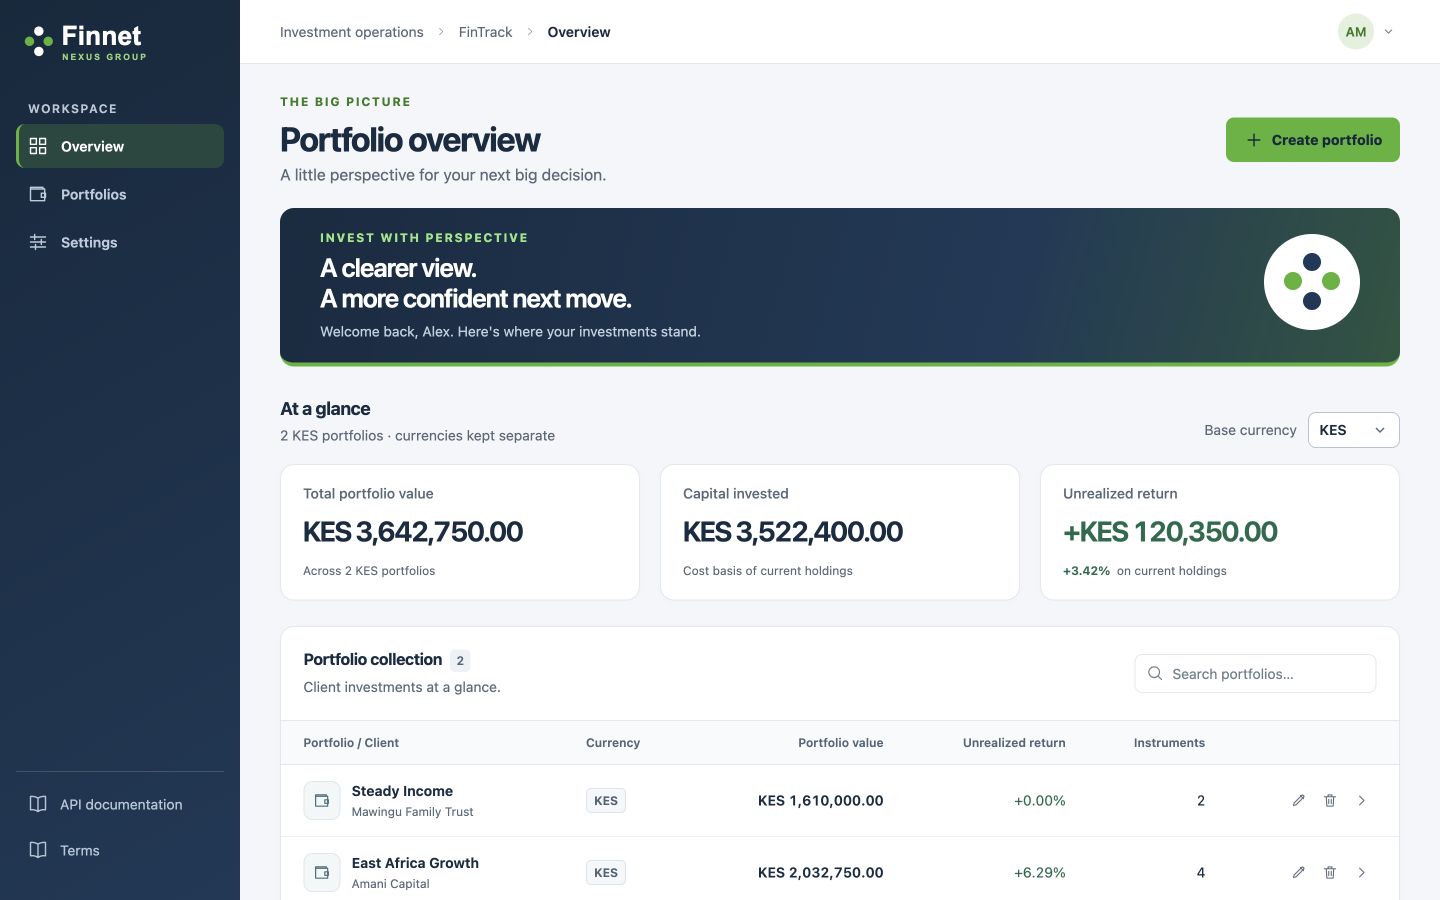 Finnet
NEXUS GROUP
WORKSPACE
Overview
Portfolios
Settings
API documentation
Terms
Investment operations > FinTrack > Overview
AM
THE BIG PICTURE
Portfolio overview
A little perspective for your next big decision.
+ Create portfolio
INVEST WITH PERSPECTIVE
A clearer view.
A more confident next move.
Welcome back, Alex. Here's where your investments stand.
At a glance
2 KES portfolios · currencies kept separate
Base currency KES
Total portfolio value
KES 3,642,750.00
Across 2 KES portfolios
Capital invested
KES 3,522,400.00
Cost basis of current holdings
Unrealized return
+KES 120,350.00
+3.42% on current holdings
Portfolio collection 2
Client investments at a glance.
Search portfolios...
Portfolio / Client Currency Portfolio value Unrealized return Instruments
Steady Income
Mawingu Family Trust
KES KES 1,610,000.00 +0.00% 2
East Africa Growth
Amani Capital
KES KES 2,032,750.00 +6.29% 4